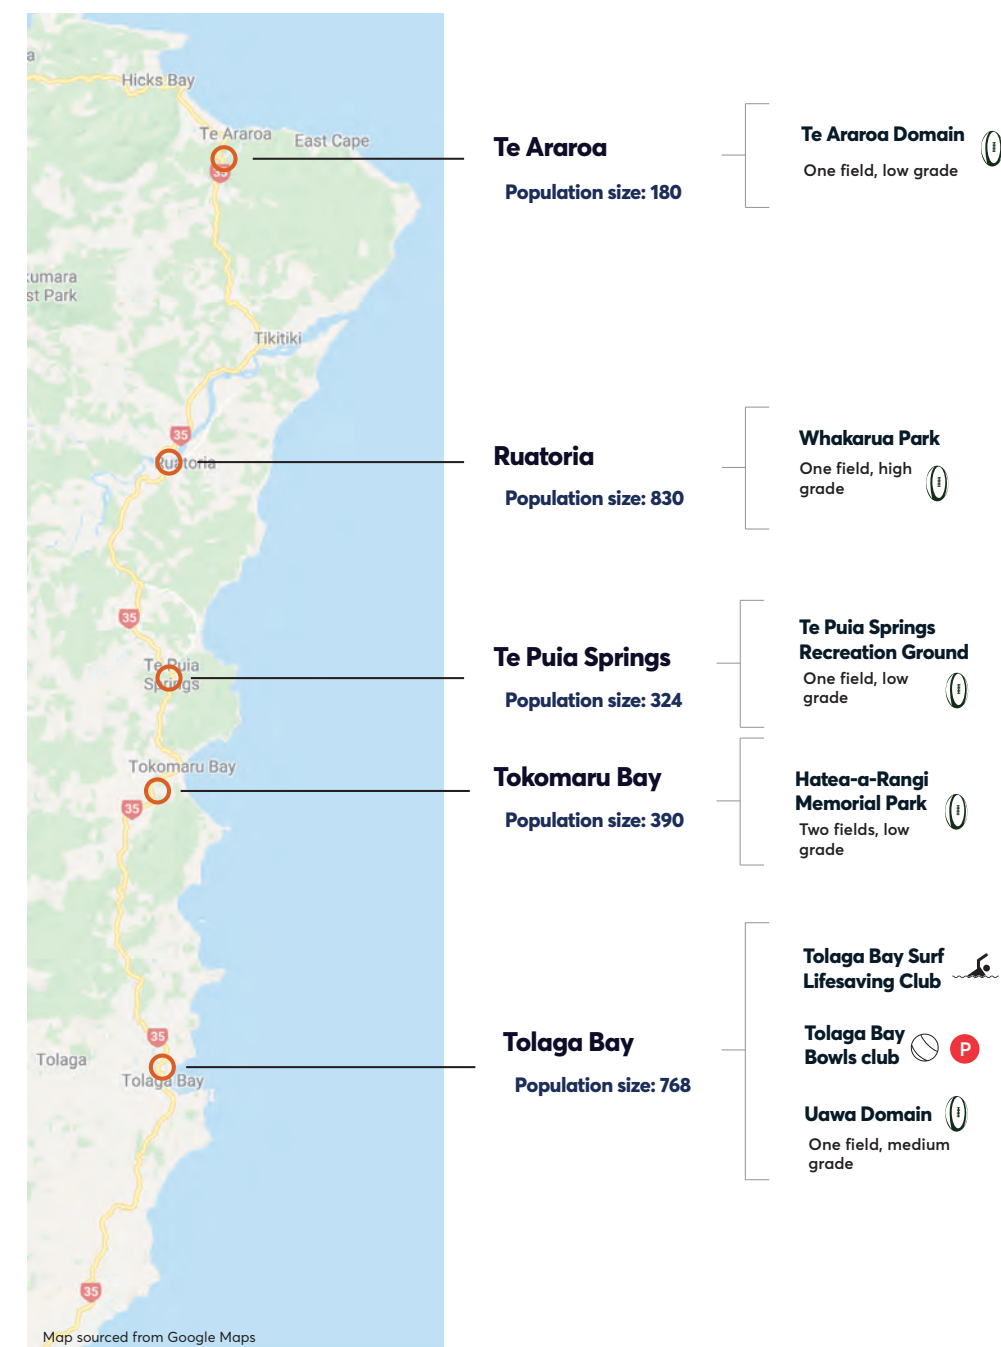 a
Hicks Bay
Te Araroa
East Cape
35
kumara
st Park
Tikitiki
35
Ruatoria
35
Te Puia
Springs
Tokomaru Bay
35
35
Tolaga
Tolaga Bay
35
Map sourced from Google Maps
Te Araroa
Population size: 180
Te Araroa Domain
One field, low grade
Ruatoria
Population size: 830
Whakarua Park
One field, high
grade
Te Puia Springs
Population size: 324
Te Puia Springs
Recreation Ground
One field, low
grade
Tokomaru Bay
Population size: 390
Hatea-a-Rangi
Memorial Park
Two fields, low
grade
Tolaga Bay
Population size: 768
Tolaga Bay Surf
Lifesaving Club
Tolaga Bay
Bowls club
P
Uawa Domain
One field, medium
grade